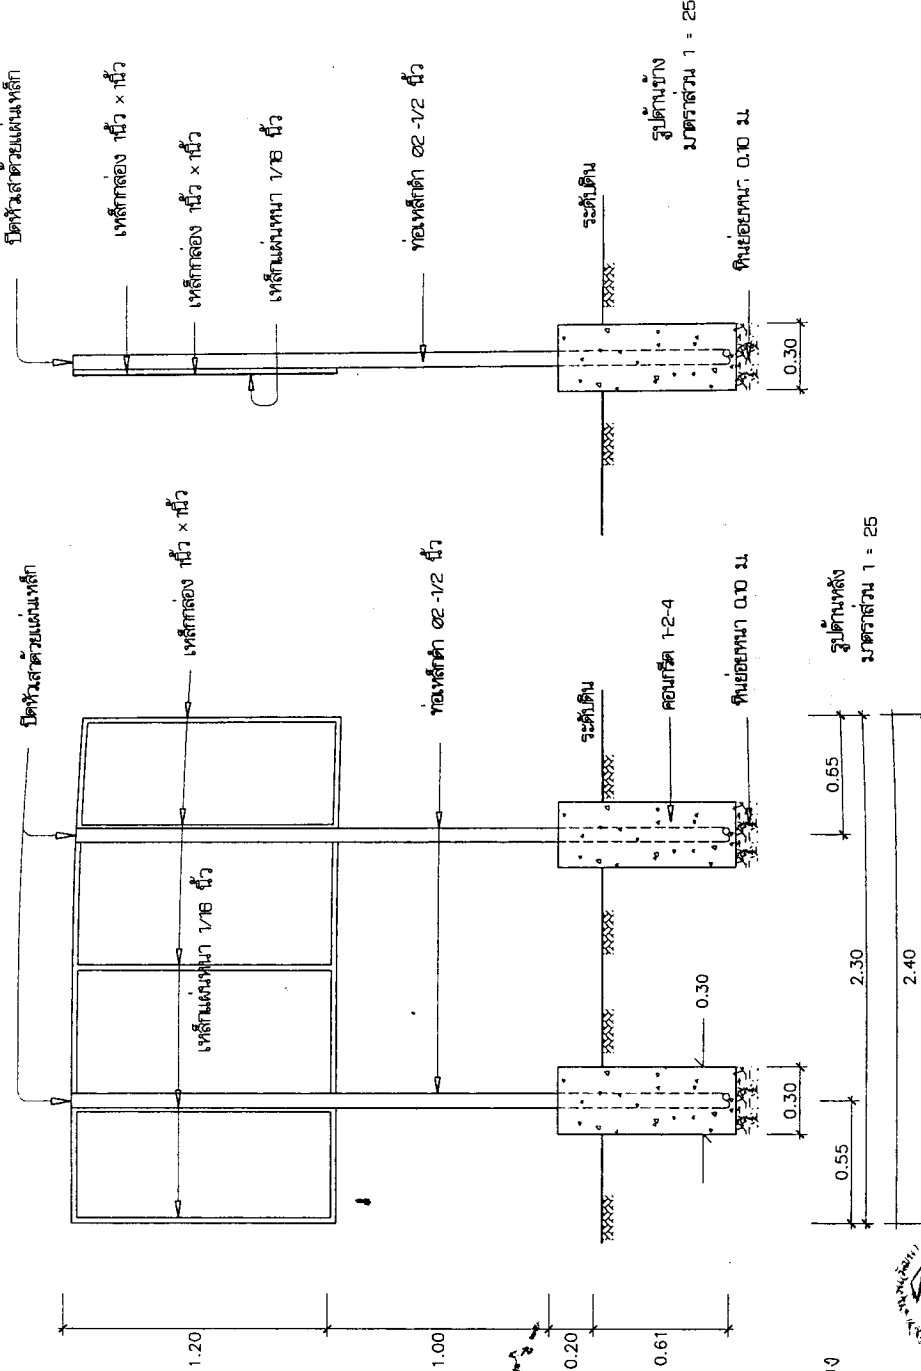 ปิดหัวเสาด้วยแผ่นเหล็ก
เหล็กกล่อง 1นิ้ว × 1นิ้ว
เหล็กกล่อง 1นิ้ว × 1นิ้ว
เหล็กแผ่นหนา 1/16 นิ้ว
ท่อเหล็กดำ Ø2-1/2 นิ้ว
ระดับดิน
หินย่อยหนา 0.10 ม.
0.30
รูปด้านข้าง
มาตราส่วน 1 = 25
ปิดหัวเสาด้วยแผ่นเหล็ก
เหล็กกล่อง 1นิ้ว × 1นิ้ว
เหล็กแผ่นหนา 1/16 นิ้ว
ท่อเหล็กดำ Ø2-1/2 นิ้ว
ระดับดิน
คอนกรีต 1-2-4
หินย่อยหนา 0.10 ม.
0.30
0.30
0.55
0.65
2.30
2.40
รูปด้านหลัง
มาตราส่วน 1 = 25
1.20
1.00
0.20
0.61